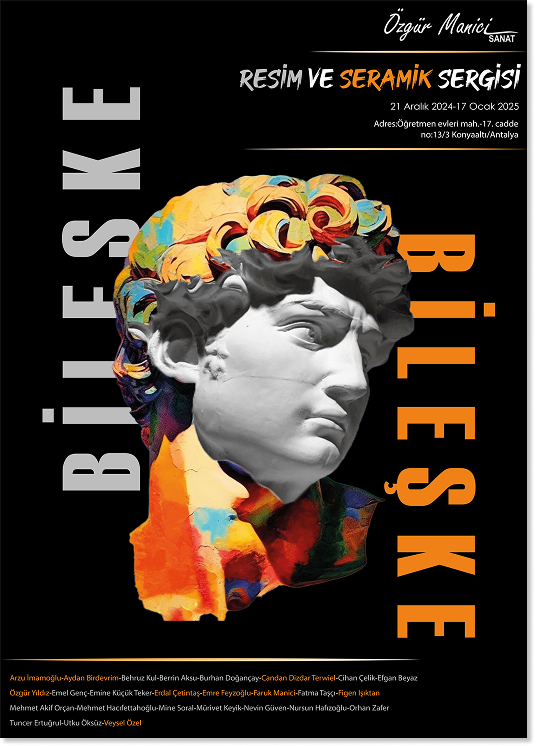 Özgür Manici
SANAT
RESİM VE SERAMİK SERGİSİ
21 Aralık 2024-17 Ocak 2025
Adres:Öğretmen evleri mah.-17. cadde
no:13/3 Konyaaltı/Antalya
BİLEŞKE
BİLEŞKE
Arzu İmamoğlu-Aydan Birdevrim-Behruz Kul-Berrin Aksu-Burhan Doğançay-Candan Dizdar Terwiel-Cihan Çelik-Efgan Beyaz
Özgür Yıldız-Emel Genç-Emine Küçük Teker-Erdal Çetintaş-Emre Feyzoğlu-Faruk Manici-Fatma Taşçı-Figen Işıktan
Mehmet Akif Orçan-Mehmet Hacıfettahoğlu-Mine Soral-Mürivet Keyik-Nevin Güven-Nursun Hafızoğlu-Orhan Zafer
Tuncer Ertuğrul-Utku Öksüz-Veysel Özel